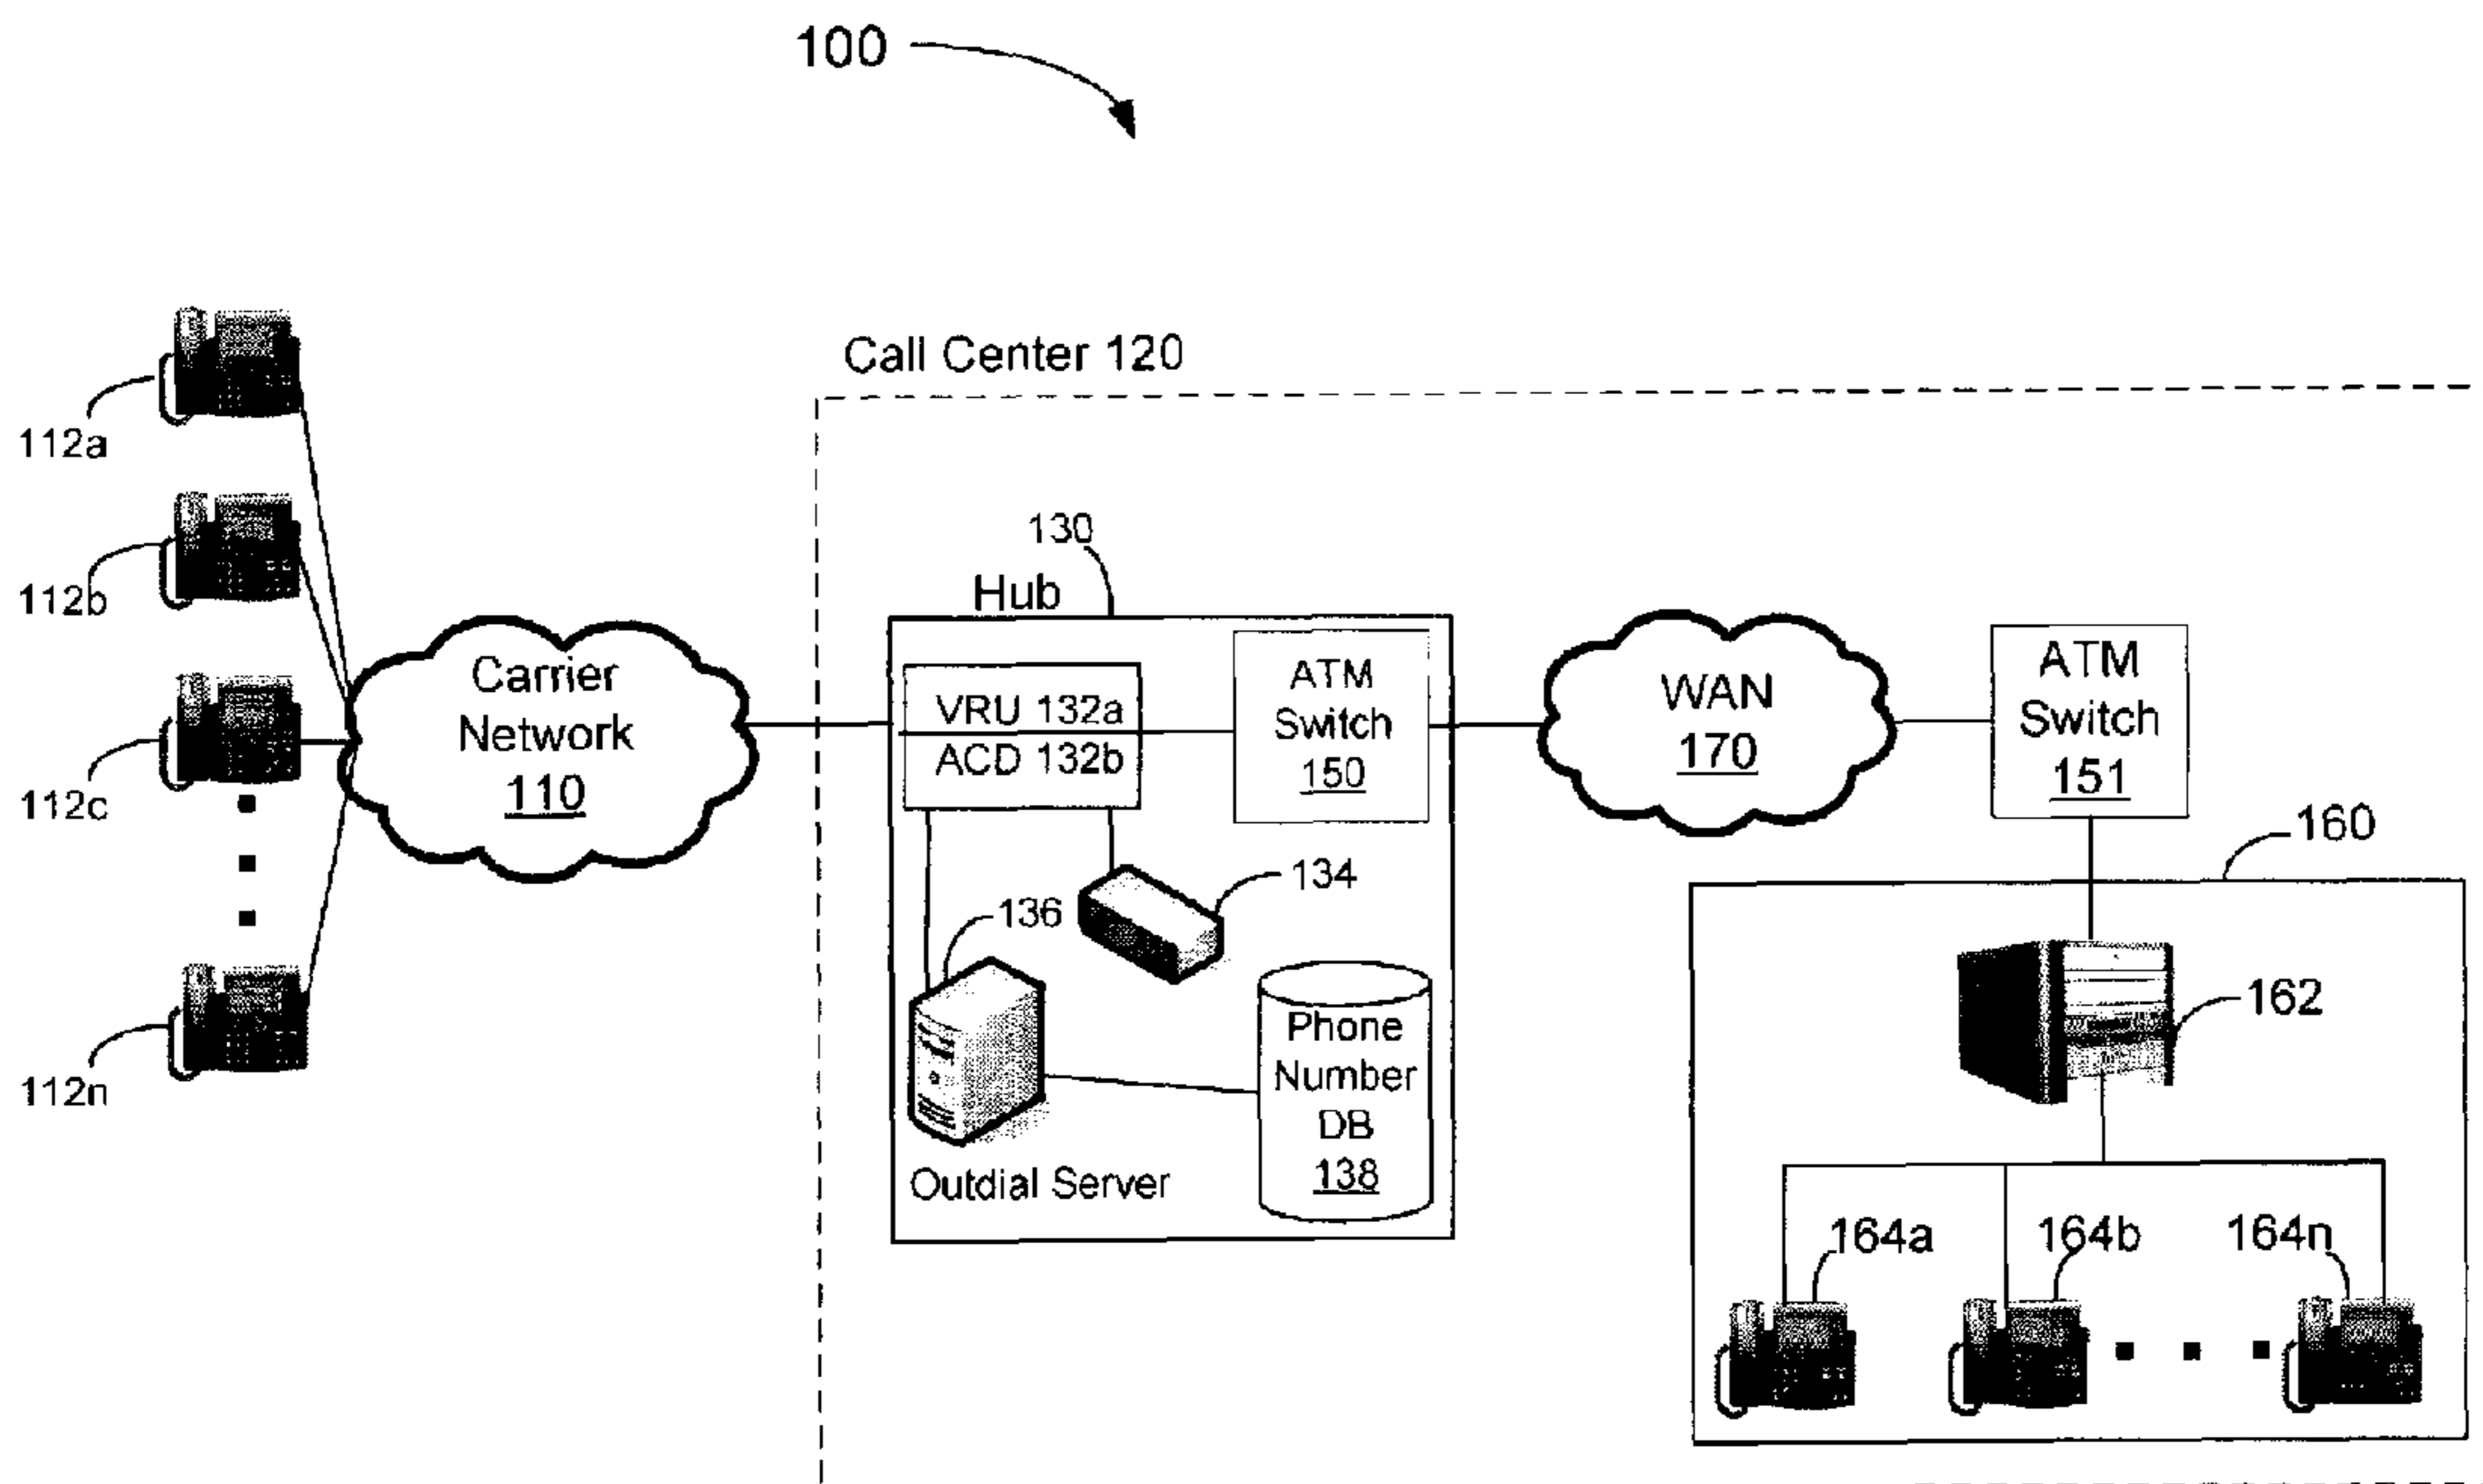 100
Call Center 120
112a
112b
112c
112n
Carrier
Network
110
130
Hub
VRU 132a
ACD 132b
ATM
Switch
150
134
136
Outdial Server
Phone
Number
DB
138
WAN
170
ATM
Switch
151
160
162
164a
164b
164n